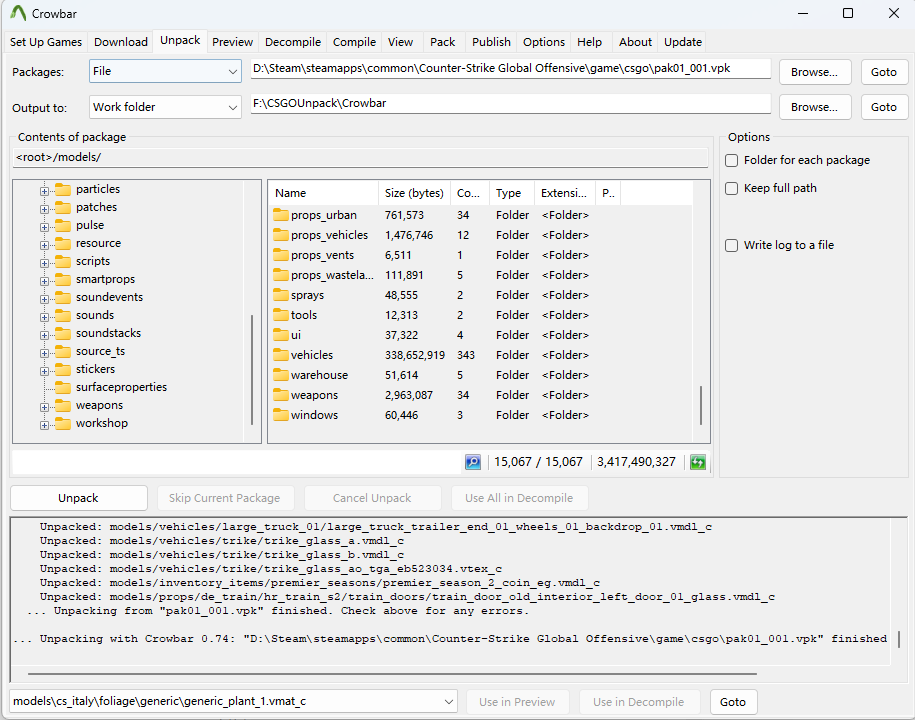 Crowbar
Set Up Games Download Unpack Preview Decompile Compile View Pack Publish Options Help About Update
Packages: File D:\Steam\steamapps\common\Counter-Strike Global Offensive\game\csgo\pak01_001.vpk Browse... Goto
Output to: Work folder F:\CSGOUnpack\Crowbar Browse... Goto
Contents of package
<root>/models/
particles
patches
pulse
resource
scripts
smartprops
soundevents
sounds
soundstacks
source_ts
stickers
surfaceproperties
weapons
workshop
Name Size (bytes) Co... Type Extensi... P..
props_urban 761,573 34 Folder <Folder>
props_vehicles 1,476,746 12 Folder <Folder>
props_vents 6,511 1 Folder <Folder>
props_wastela... 111,891 5 Folder <Folder>
sprays 48,555 2 Folder <Folder>
tools 12,313 2 Folder <Folder>
ui 37,322 4 Folder <Folder>
vehicles 338,652,919 343 Folder <Folder>
warehouse 51,614 5 Folder <Folder>
weapons 2,963,087 34 Folder <Folder>
windows 60,446 3 Folder <Folder>
15,067 / 15,067 3,417,490,327
Options
Folder for each package
Keep full path
Write log to a file
Unpack Skip Current Package Cancel Unpack Use All in Decompile
Unpacked: models/vehicles/large_truck_01/large_truck_trailer_end_01_wheels_01_backdrop_01.vmdl_c
Unpacked: models/vehicles/trike/trike_glass_a.vmdl_c
Unpacked: models/vehicles/trike/trike_glass_b.vmdl_c
Unpacked: models/vehicles/trike/trike_glass_ao_tga_eb523034.vtex_c
Unpacked: models/inventory_items/premier_seasons/premier_season_2_coin_eg.vmdl_c
Unpacked: models/props/de_train/hr_train_s2/train_doors/train_door_old_interior_left_door_01_glass.vmdl_c
... Unpacking from "pak01_001.vpk" finished. Check above for any errors.
... Unpacking with Crowbar 0.74: "D:\Steam\steamapps\common\Counter-Strike Global Offensive\game\csgo\pak01_001.vpk" finished
models\cs_italy\foliage\generic\generic_plant_1.vmat_c Use in Preview Use in Decompile Goto